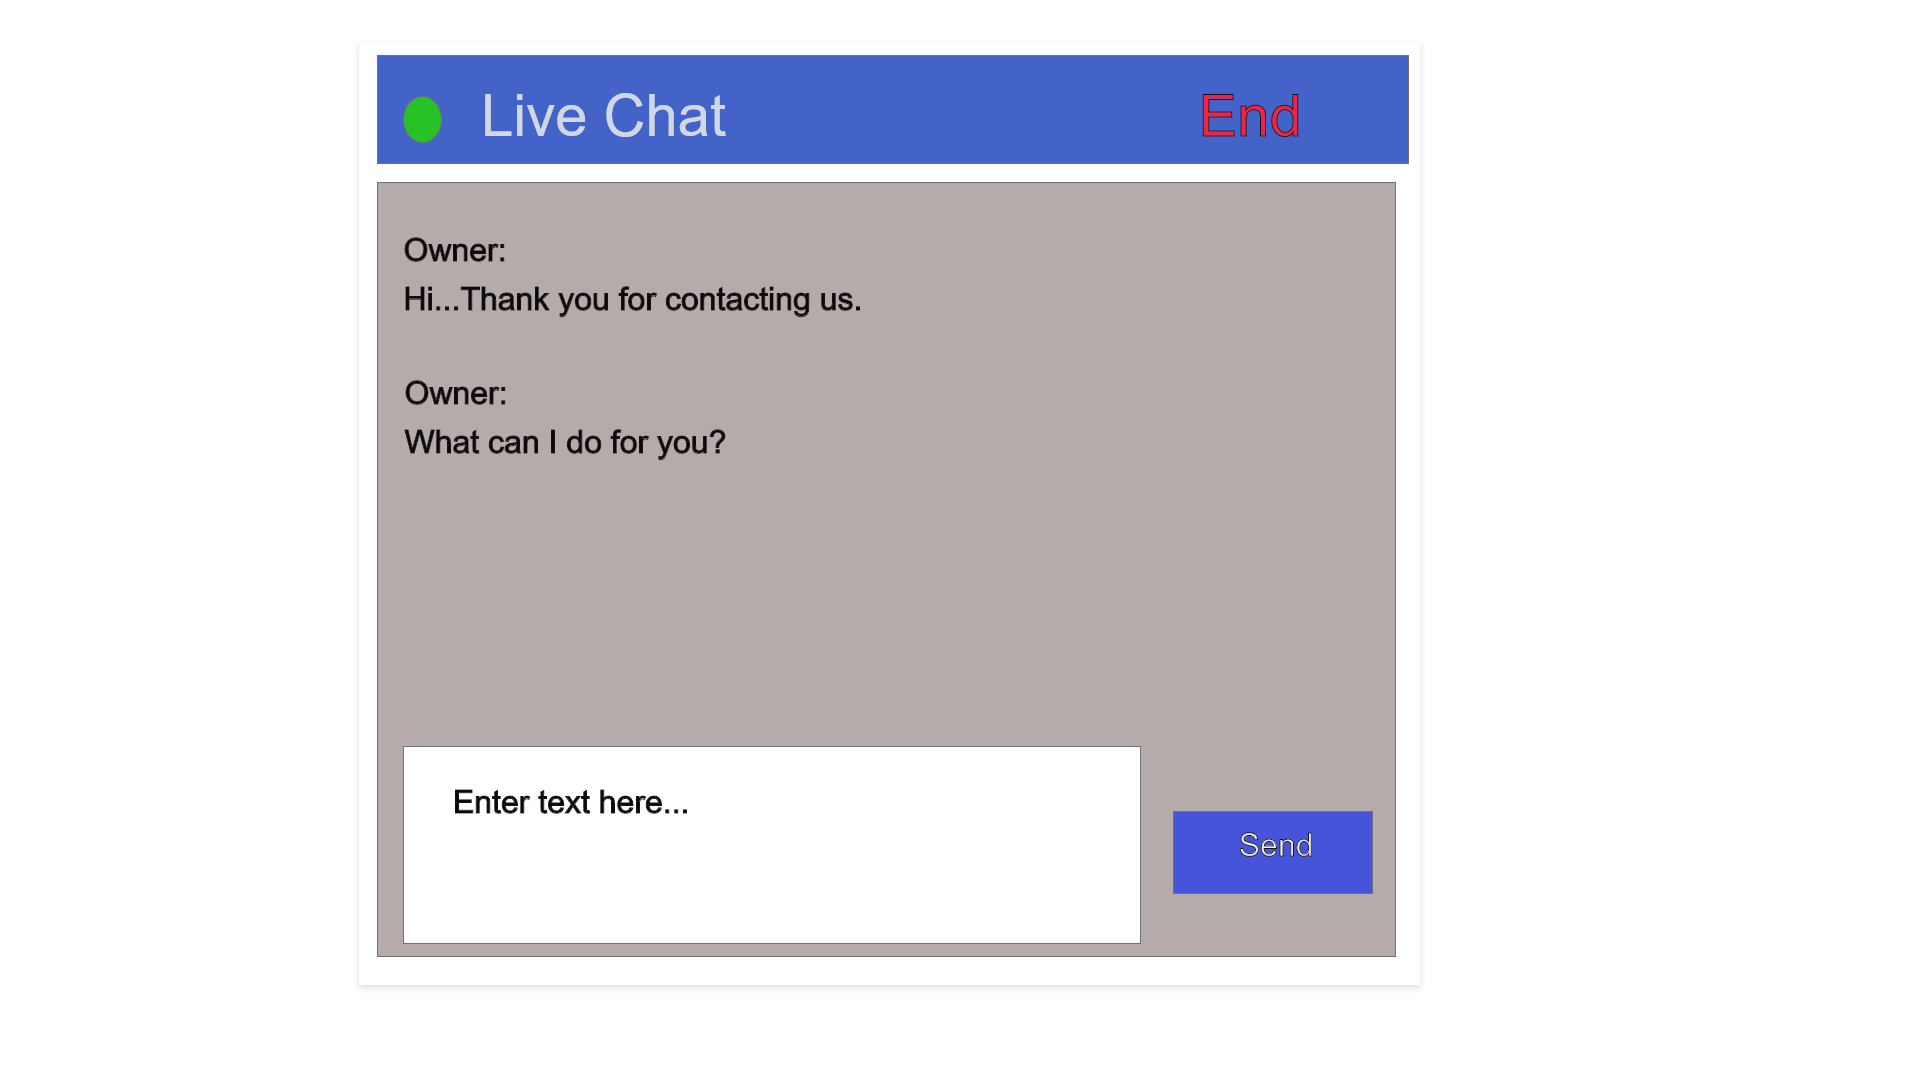 Live Chat End
Owner:
Hi...Thank you for contacting us.
Owner:
What can I do for you?
Enter text here...
Send